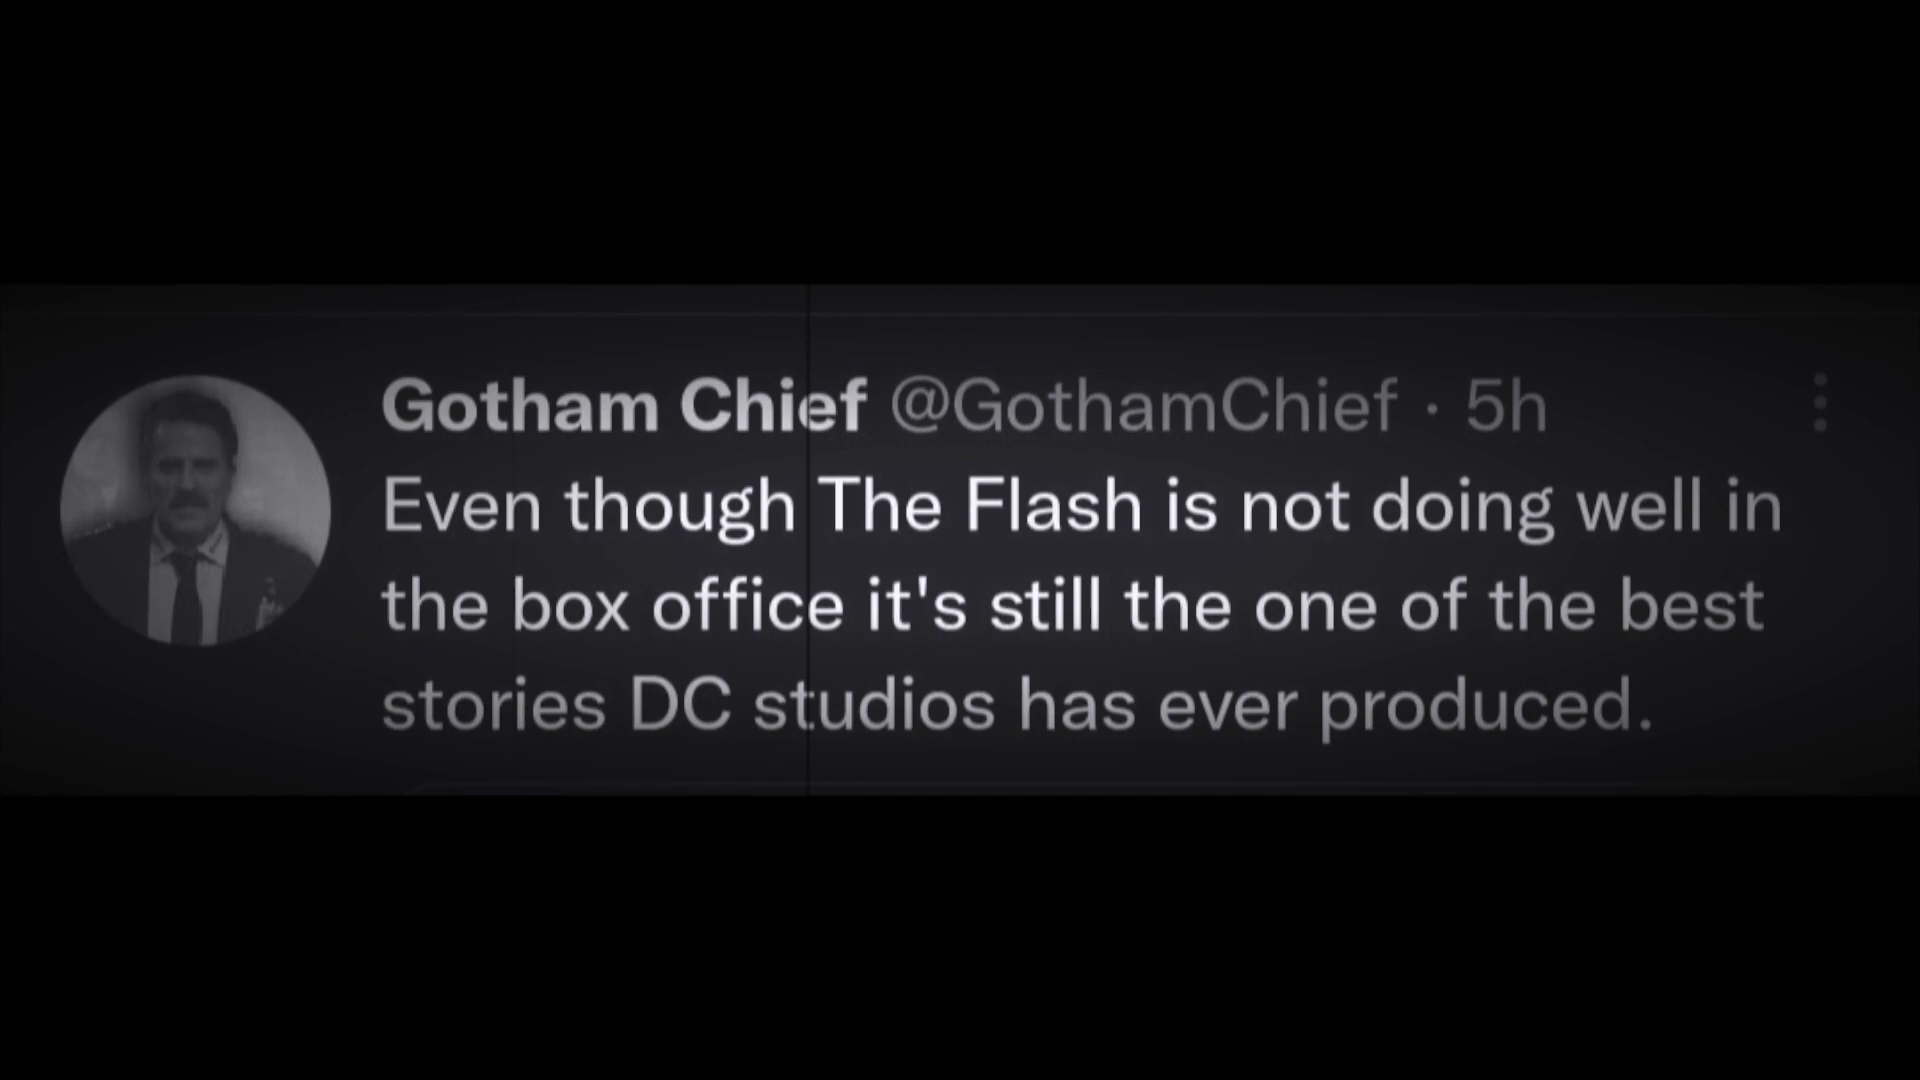 Gotham Chief @GothamChief · 5h
Even though The Flash is not doing well in
the box office it's still the one of the best
stories DC studios has ever produced.